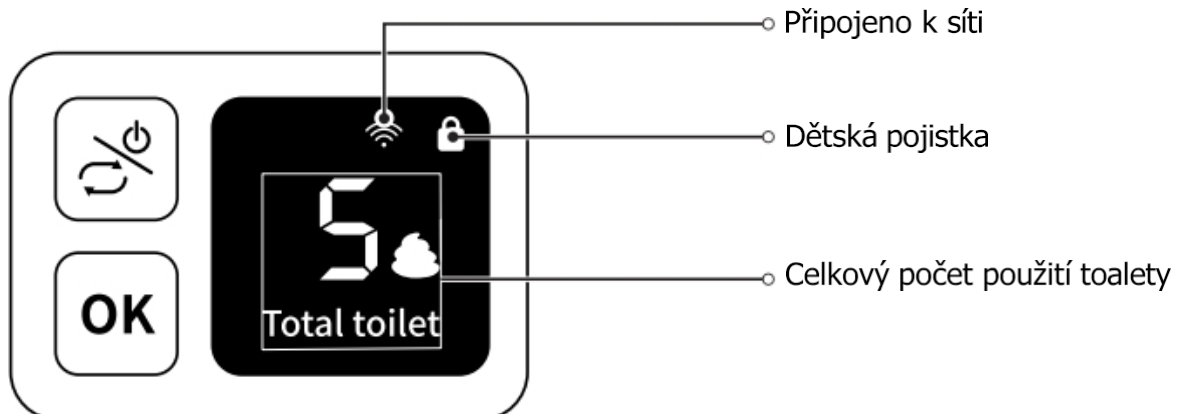 Připojeno k síti
Dětská pojistka
5
Total toilet
Celkový počet použití toalety
OK